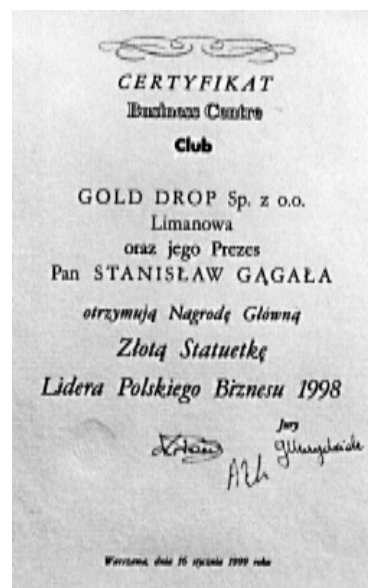 CERTYFIKAT
Business Centre
Club
GOLD DROP Sp. z o.o.
Limanowa
oraz jego Prezes
Pan STANISŁAW GĄGAŁA
otrzymują Nagrodę Główną
Złotą Statuetkę
Lidera Polskiego Biznesu 1998
Jury
Warszawa, dnia 16 stycznia 1999 roku